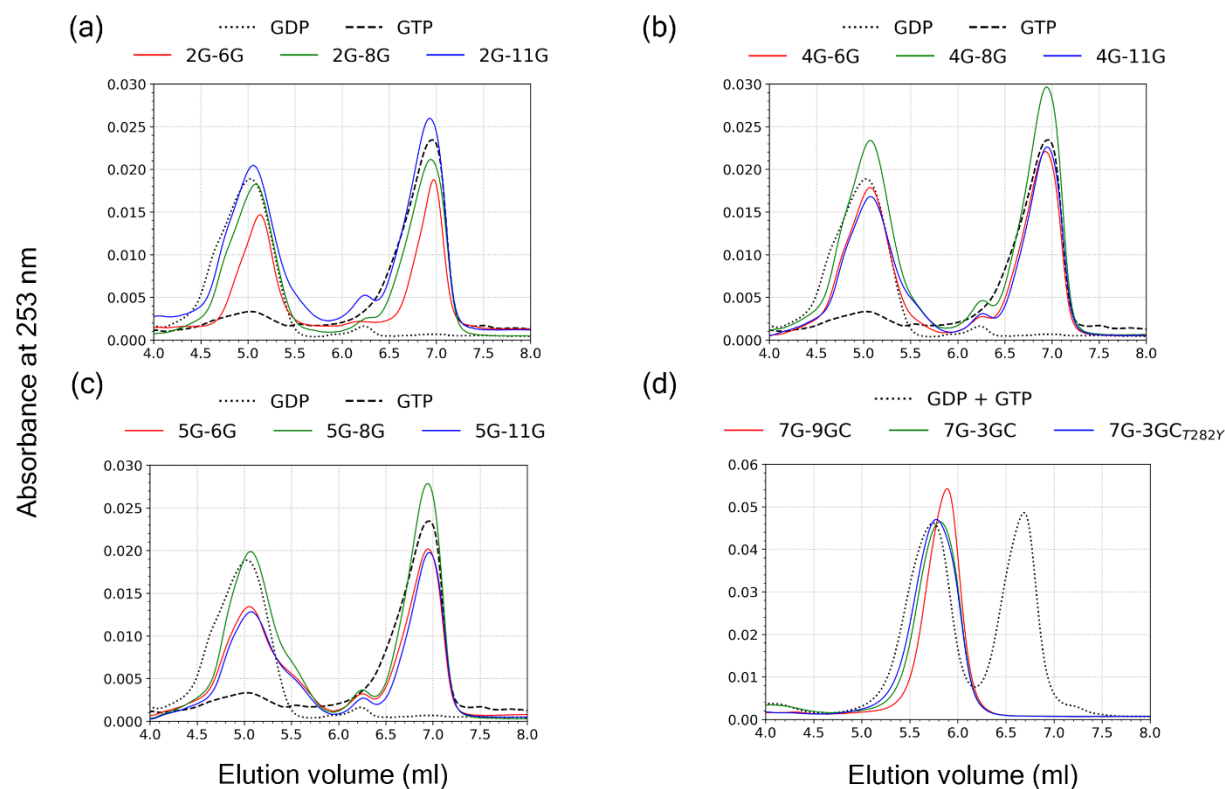 (a)
GDP GTP
2G-6G 2G-8G 2G-11G
0.030
0.025
0.020
0.015
0.010
0.005
0.000
4.0 4.5 5.0 5.5 6.0 6.5 7.0 7.5 8.0
(b)
GDP GTP
4G-6G 4G-8G 4G-11G
0.030
0.025
0.020
0.015
0.010
0.005
0.000
4.0 4.5 5.0 5.5 6.0 6.5 7.0 7.5 8.0
(c)
GDP GTP
5G-6G 5G-8G 5G-11G
0.030
0.025
0.020
0.015
0.010
0.005
0.000
4.0 4.5 5.0 5.5 6.0 6.5 7.0 7.5 8.0
Elution volume (ml)
(d)
GDP + GTP
7G-9GC 7G-3GC 7G-3GC T282Y
0.06
0.05
0.04
0.03
0.02
0.01
0.00
4.0 4.5 5.0 5.5 6.0 6.5 7.0 7.5 8.0
Elution volume (ml)
Absorbance at 253 nm